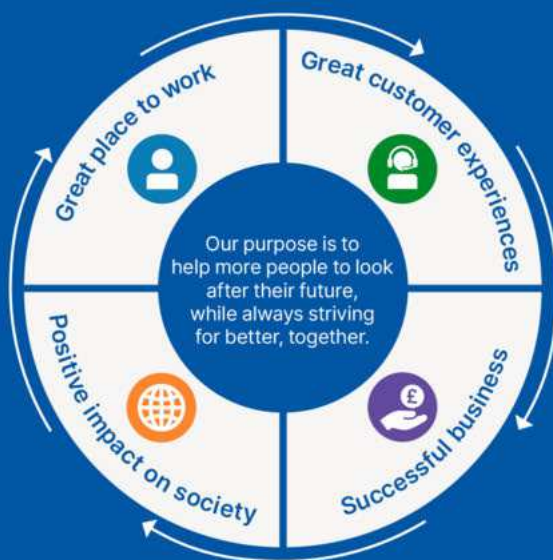 Great place to work
Great customer experiences
Our purpose is to
help more people to look
after their future,
while always striving
for better, together.
£
Positive impact on society
Successful business